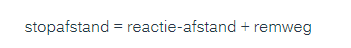 stopafstand = reactie-afstand + remweg